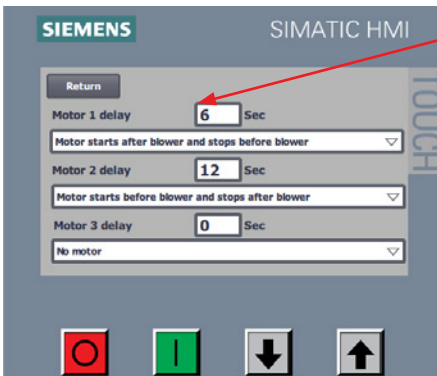 SIEMENS SIMATIC HMI
TOUCH
Return
Motor 1 delay 6 Sec
Motor starts after blower and stops before blower
Motor 2 delay 12 Sec
Motor starts before blower and stops after blower
Motor 3 delay 0 Sec
No motor